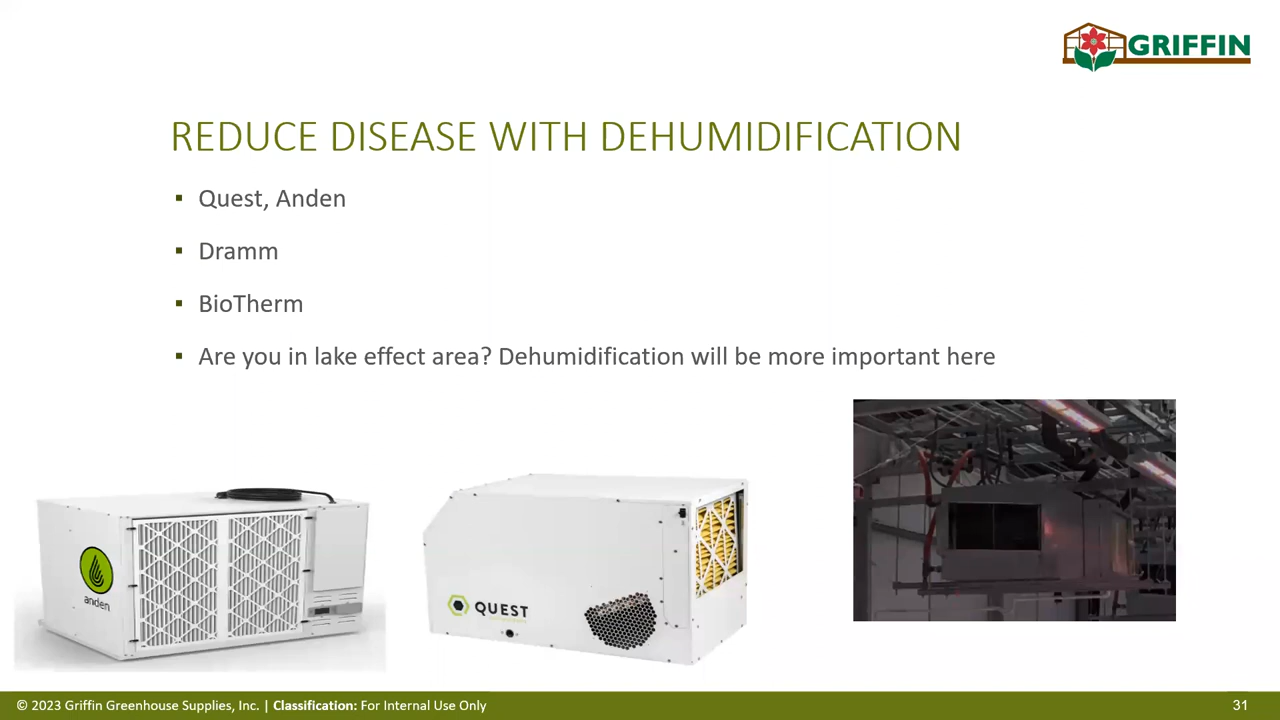 GRIFFIN
REDUCE DISEASE WITH DEHUMIDIFICATION
▪ Quest, Anden
▪ Dramm
▪ BioTherm
▪ Are you in lake effect area? Dehumidification will be more important here
anden
QUEST
© 2023 Griffin Greenhouse Supplies, Inc. | Classification: For Internal Use Only
31